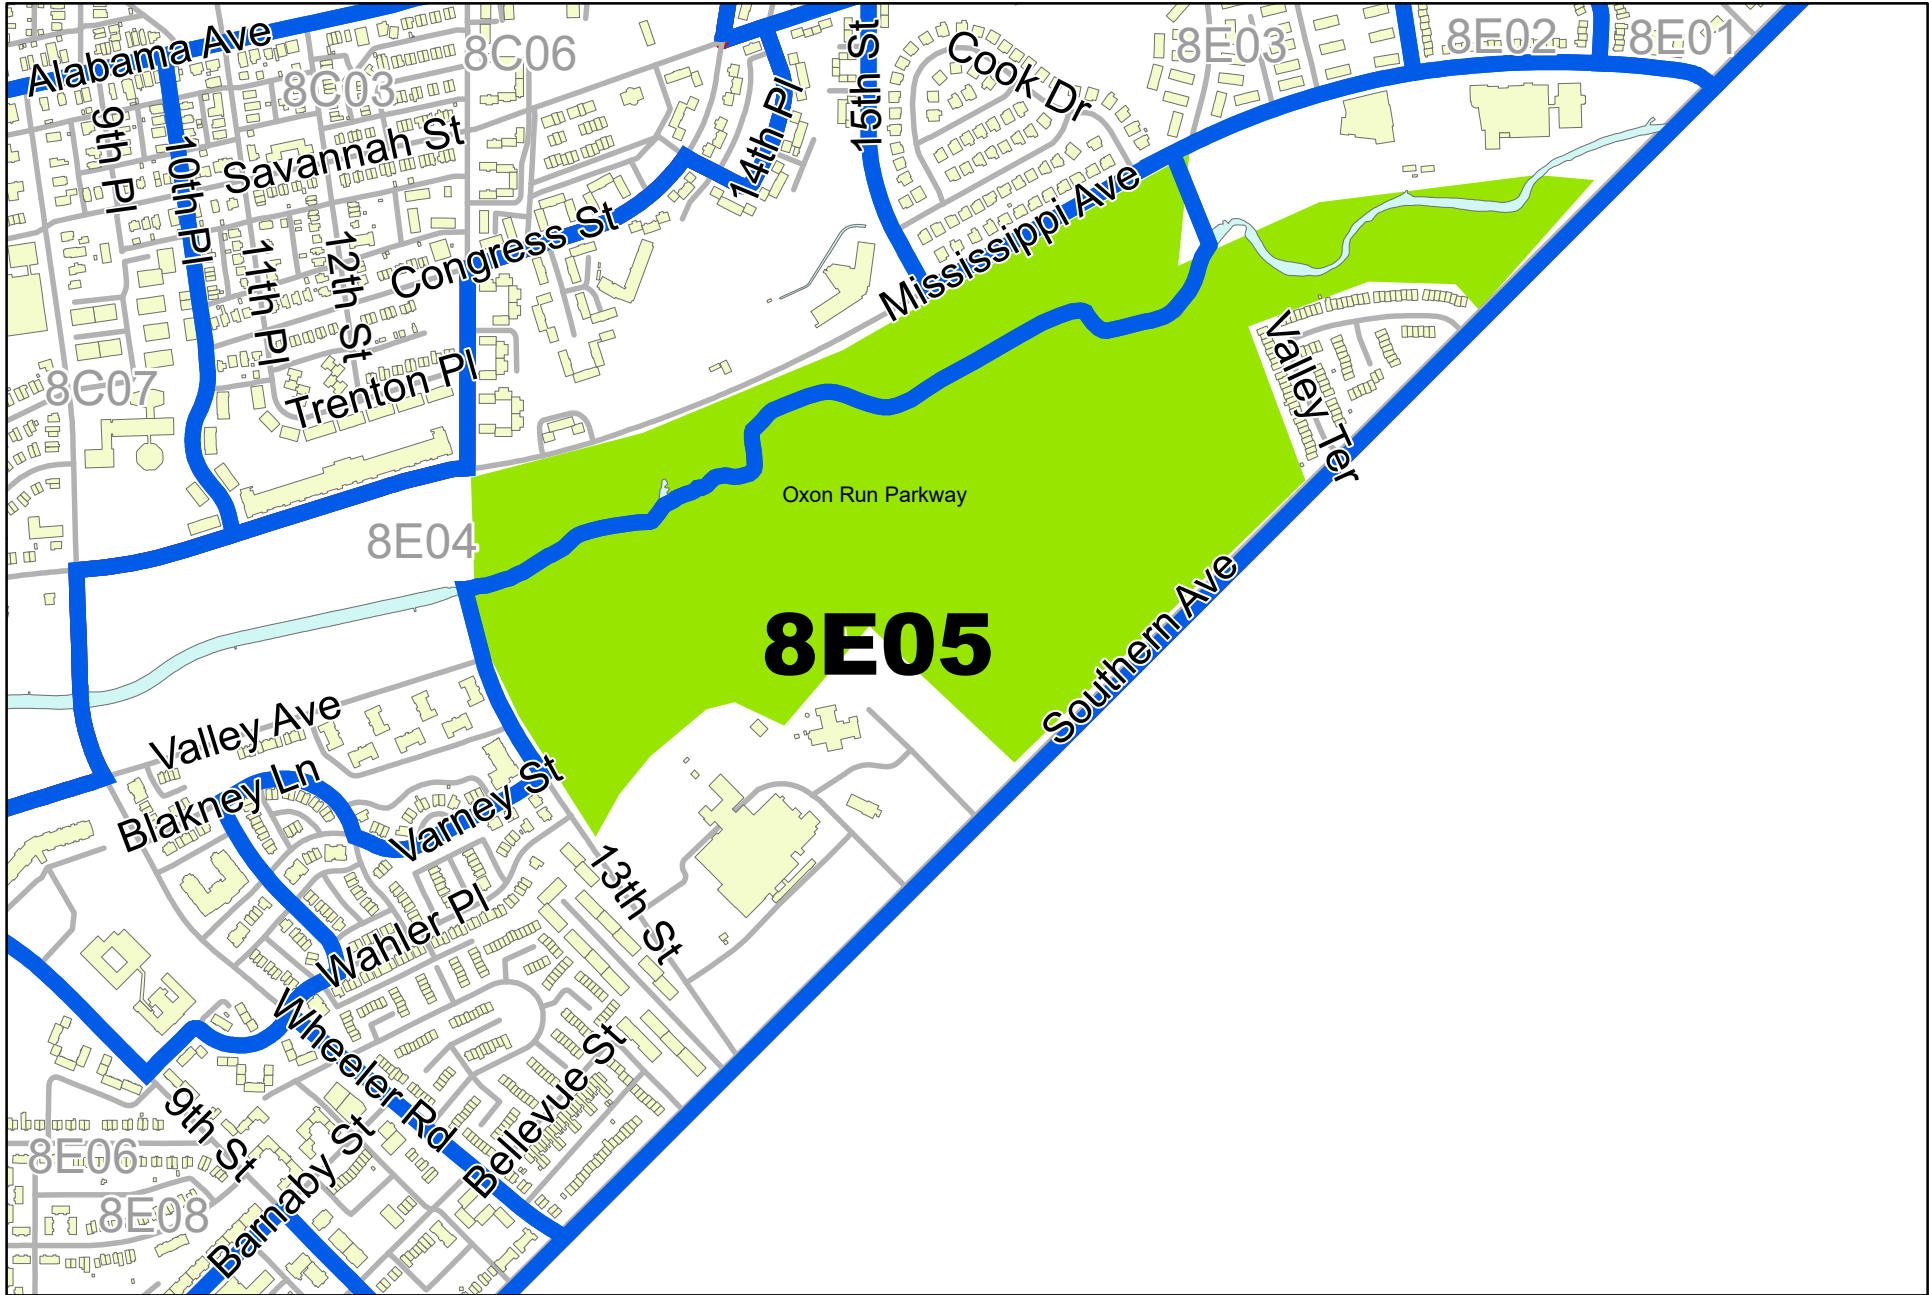 Alabama Ave
8C06
15th St
Cook Dr
8E03
8E02
8E01
8C03
9th Pl
10th Pl
Savannah St
14th Pl
Mississippi Ave
11th Pl
12th St
Congress St
Trenton Pl
8C07
Valley Ter
Oxon Run Parkway
8E04
8E05
Southern Ave
Valley Ave
Blakney Ln
Varney St
13th St
Wahler Pl
Wheeler Rd
Bellevue St
9th St
8E06
8E08
Barnaby St